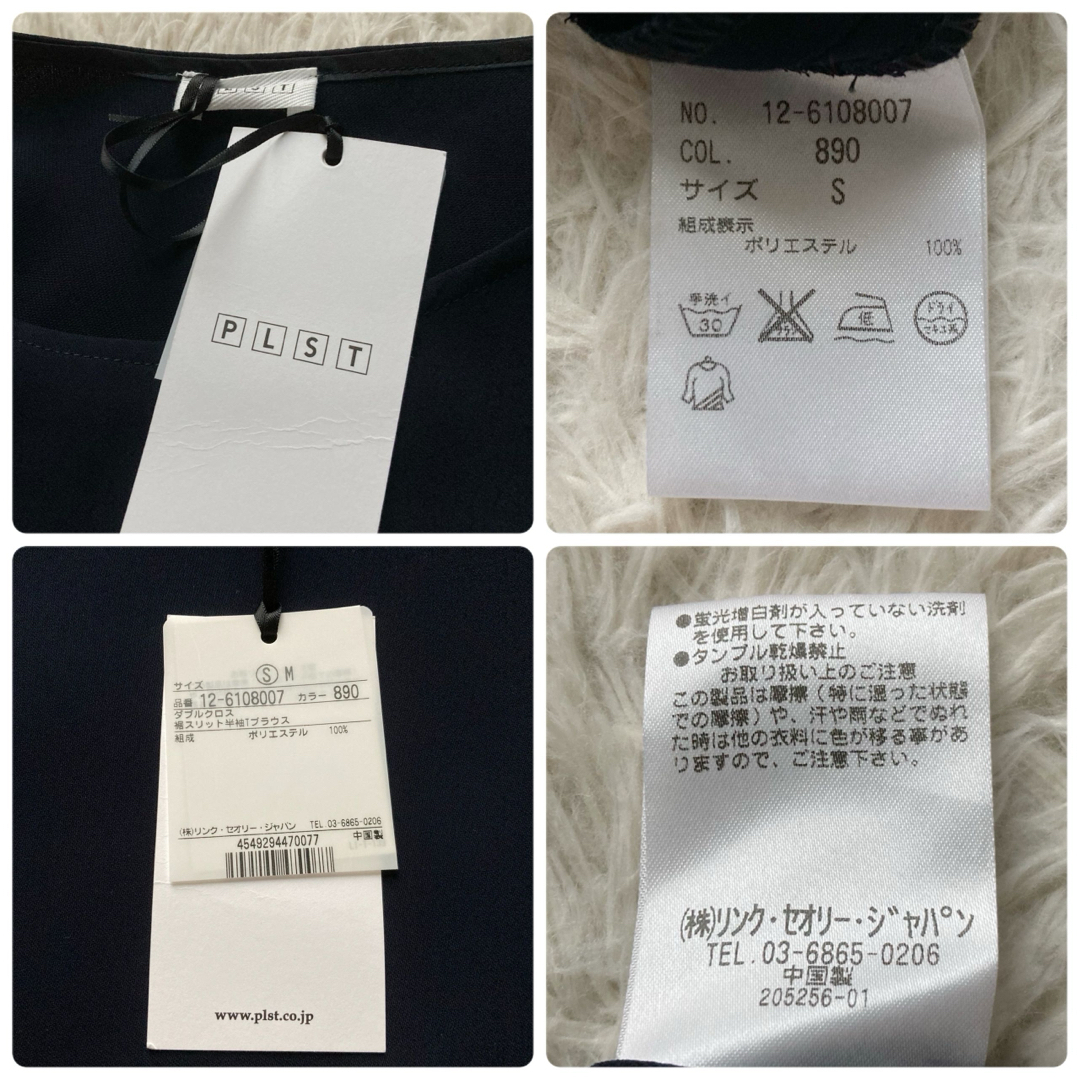 PLST
NO. 12-6108007
COL. 890
サイズ S
組成表示
ポリエステル 100%
手洗イ
30
低
ドライ
セキユ系
サイズ Ⓢ M
品番 12-6108007 カラー 890
ダブルクロス
裾スリット半袖Tブラウス
組成 ポリエステル 100%
(株)リンク・セオリー・ジャパン TEL 03-6865-0206
4549294470077 中国製
www.plst.co.jp
●蛍光増白剤が入っていない洗剤
を使用して下さい。
●タンブル乾燥禁止
お取り扱い上のご注意
この製品は摩擦(特に湿った状態
での摩擦)や、汗や雨などでぬれ
た時は他の衣料に色が移る事があ
りますので、ご注意下さい。
(株)リンク・セオリー・ジャパン
TEL.03-6865-0206
中国製
205256-01